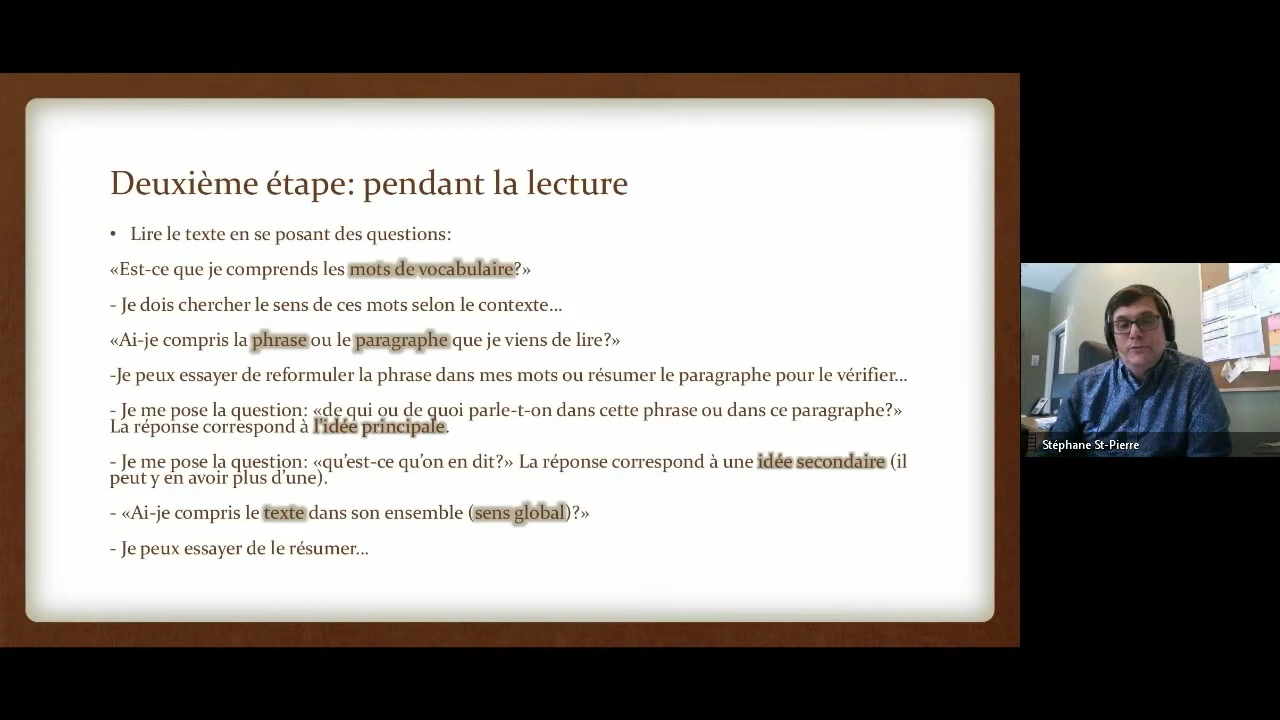 Deuxième étape: pendant la lecture
• Lire le texte en se posant des questions:
«Est-ce que je comprends les mots de vocabulaire?»
- Je dois chercher le sens de ces mots selon le contexte...
«Ai-je compris la phrase ou le paragraphe que je viens de lire?»
-Je peux essayer de reformuler la phrase dans mes mots ou résumer le paragraphe pour le vérifier...
- Je me pose la question: «de qui ou de quoi parle-t-on dans cette phrase ou dans ce paragraphe?»
La réponse correspond à l'idée principale.
- Je me pose la question: «qu'est-ce qu'on en dit?» La réponse correspond à une idée secondaire (il
peut y en avoir plus d'une).
- «Ai-je compris le texte dans son ensemble (sens global)?»
- Je peux essayer de le résumer...
Stéphane St-Pierre